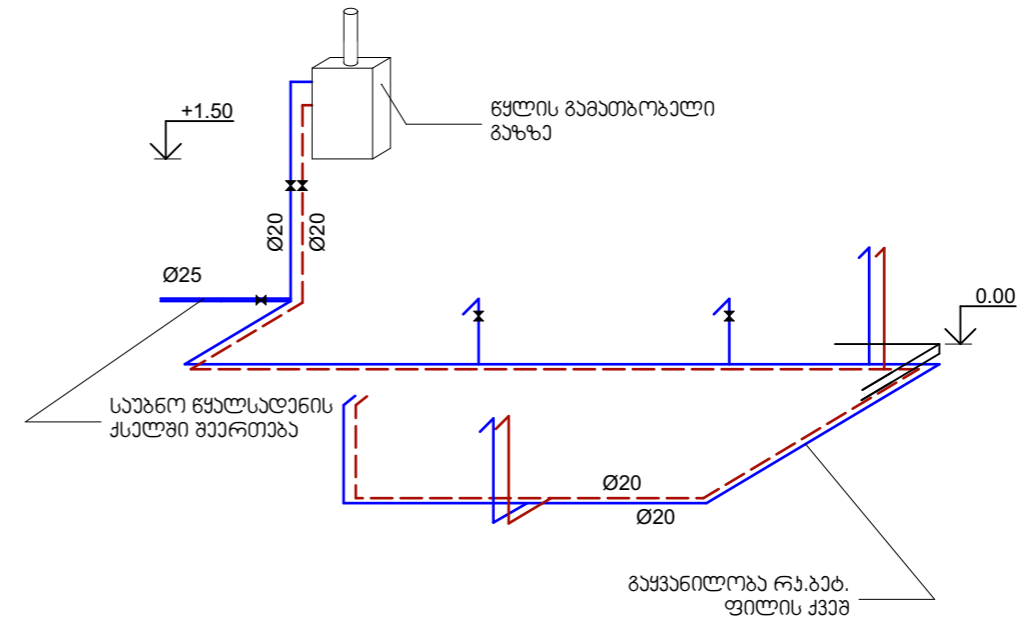 წყლის გამათბობელი
გაზზე
+1.50
Ø20
Ø20
Ø25
0.00
საუბნო წყალსადენის
ქსელში შეერთება
Ø20
Ø20
გაყვანილობა რკ.ბეტ.
ფილის ქვეშ